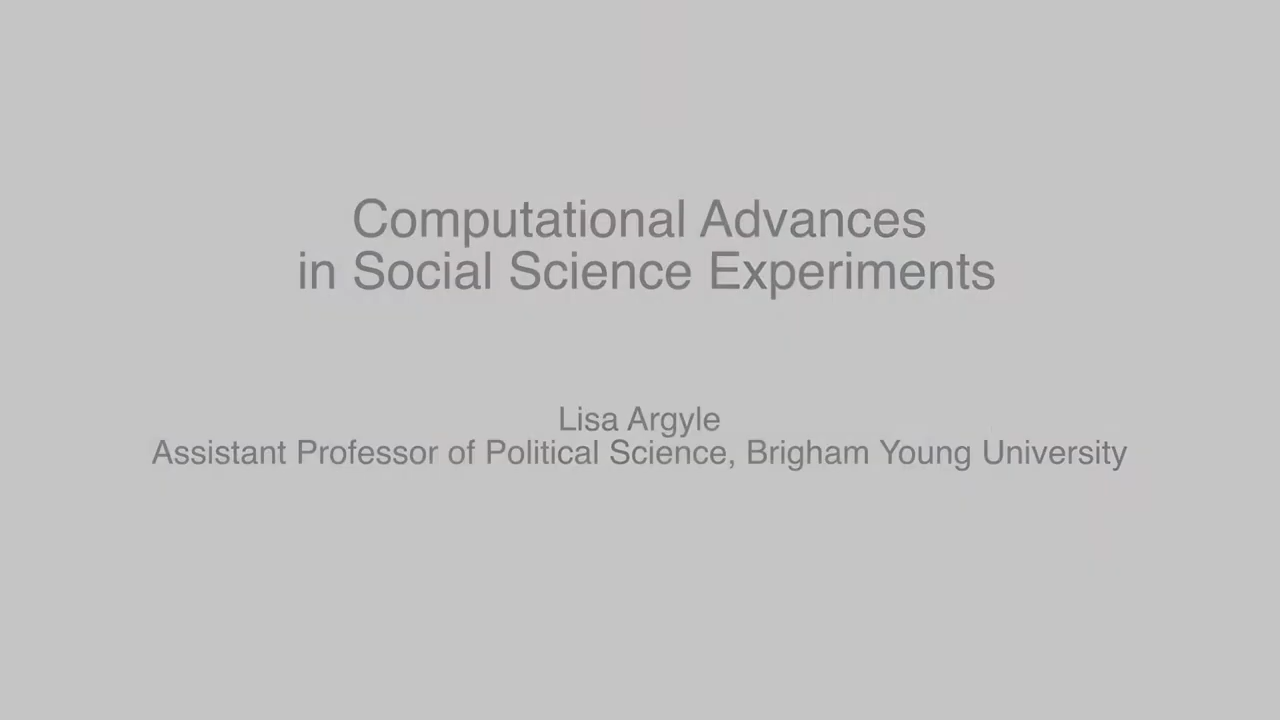 Computational Advances
in Social Science Experiments
Lisa Argyle
Assistant Professor of Political Science, Brigham Young University